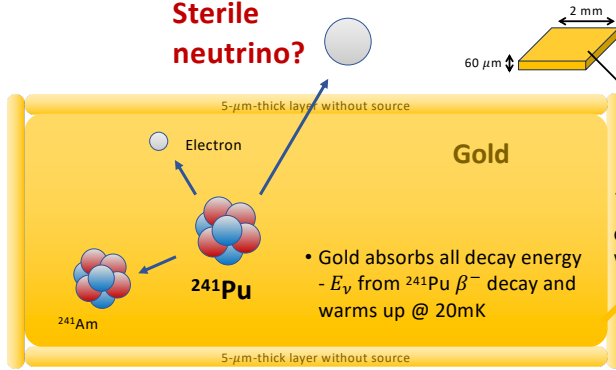 Sterile
neutrino?
2 mm
60 μm
5-μm-thick layer without source
Electron
Gold
²⁴¹Pu
• Gold absorbs all decay energy
- E_ν from ²⁴¹Pu β⁻ decay and
warms up @ 20mK
²⁴¹Am
5-μm-thick layer without source